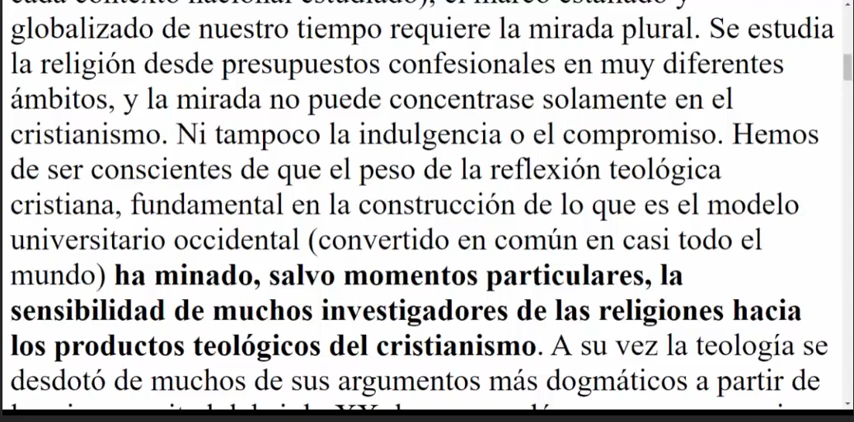 globalizado de nuestro tiempo requiere la mirada plural. Se estudia
la religión desde presupuestos confesionales en muy diferentes
ámbitos, y la mirada no puede concentrase solamente en el
cristianismo. Ni tampoco la indulgencia o el compromiso. Hemos
de ser conscientes de que el peso de la reflexión teológica
cristiana, fundamental en la construcción de lo que es el modelo
universitario occidental (convertido en común en casi todo el
mundo) ha minado, salvo momentos particulares, la
sensibilidad de muchos investigadores de las religiones hacia
los productos teológicos del cristianismo. A su vez la teología se
desdotó de muchos de sus argumentos más dogmáticos a partir de